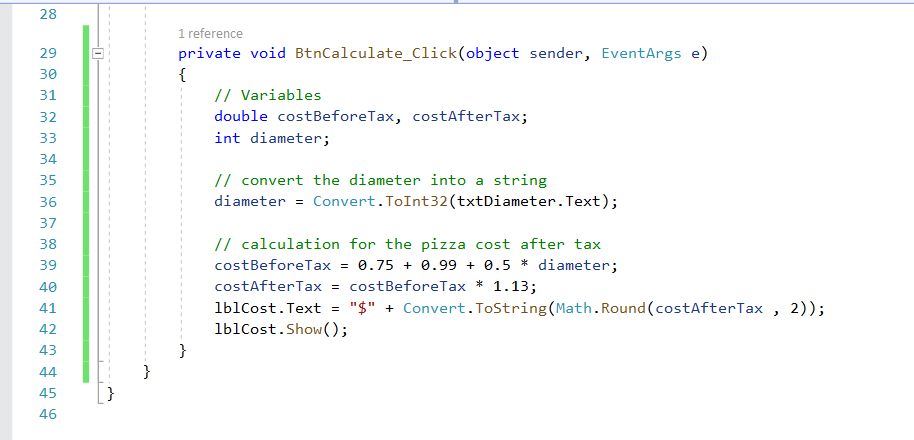 28
1 reference
29 private void BtnCalculate_Click(object sender, EventArgs e)
30 {
31 // Variables
32 double costBeforeTax, costAfterTax;
33 int diameter;
34
35 // convert the diameter into a string
36 diameter = Convert.ToInt32(txtDiameter.Text);
37
38 // calculation for the pizza cost after tax
39 costBeforeTax = 0.75 + 0.99 + 0.5 * diameter;
40 costAfterTax = costBeforeTax * 1.13;
41 lblCost.Text = "$" + Convert.ToString(Math.Round(costAfterTax , 2));
42 lblCost.Show();
43 }
44 }
45 }
46